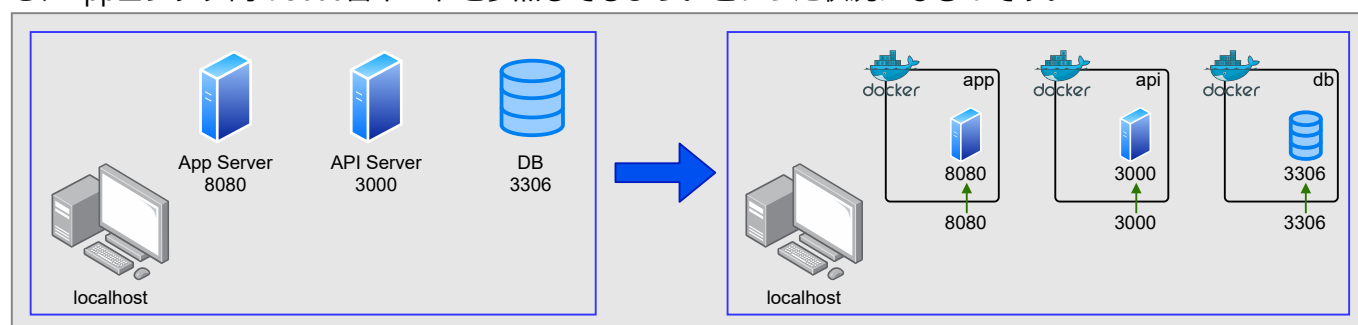 App Server
8080
API Server
3000
DB
3306
localhost
docker
app
8080
8080
docker
api
3000
3000
docker
db
3306
3306
localhost